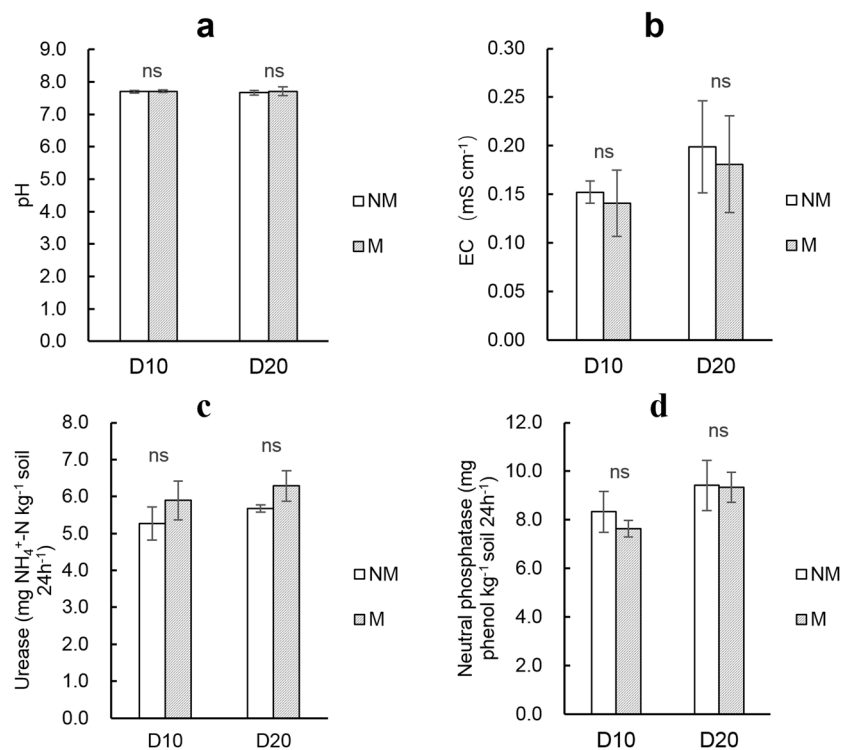 a
9.0
8.0
7.0
6.0
5.0
4.0
3.0
2.0
1.0
0.0
pH
ns
ns
D10
D20
NM
M
b
0.30
0.25
0.20
0.15
0.10
0.05
0.00
EC （mS cm⁻¹)
ns
ns
D10
D20
NM
M
c
8.0
7.0
6.0
5.0
4.0
3.0
2.0
1.0
0.0
Urease (mg NH₄⁺-N kg⁻¹ soil
24h⁻¹)
ns
ns
D10
D20
NM
M
d
12.0
10.0
8.0
6.0
4.0
2.0
0.0
Neutral phosphatase (mg
phenol kg⁻¹ soil 24h⁻¹)
ns
ns
D10
D20
NM
M